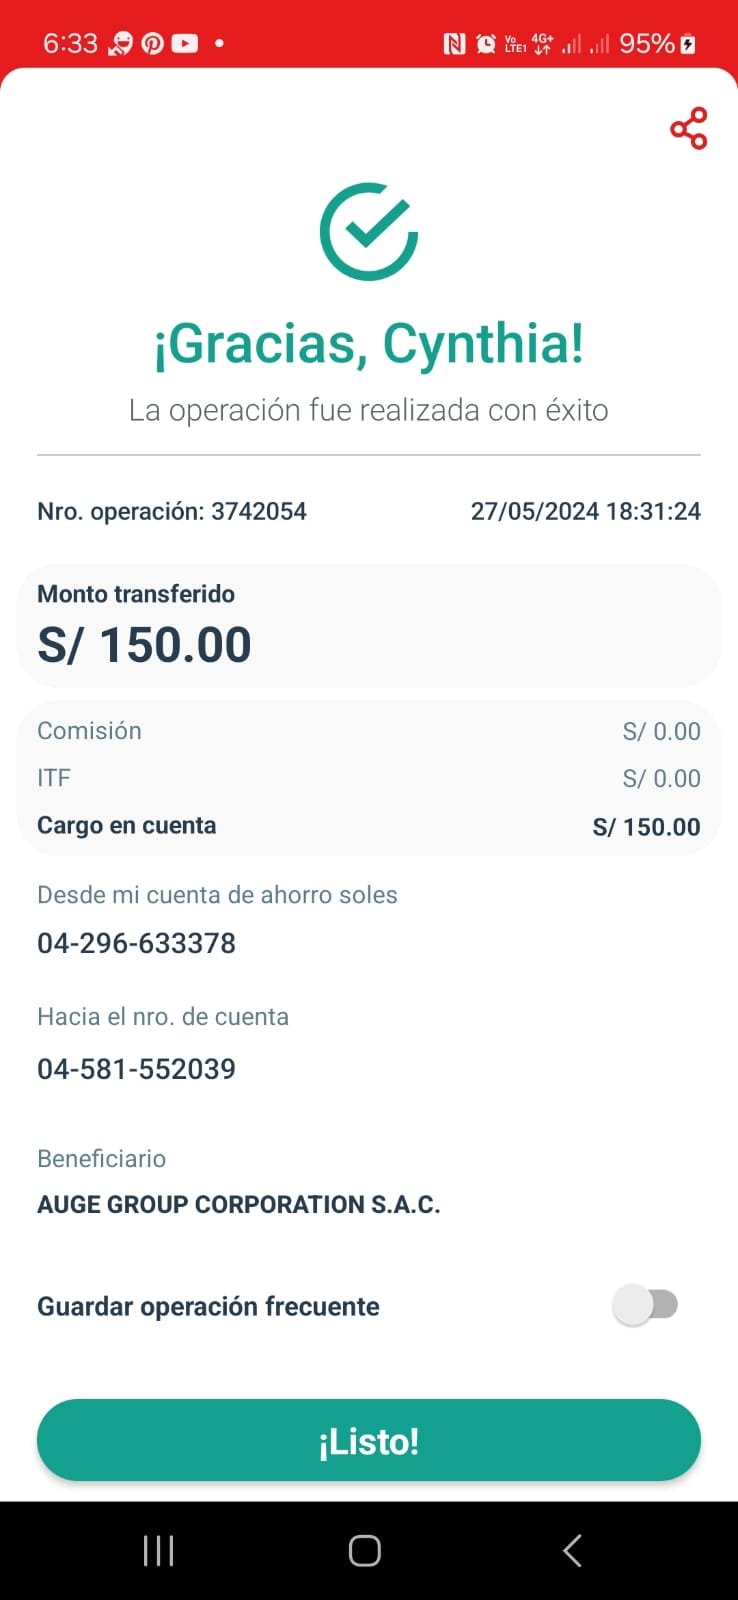 6:33
Vo
LTE1
4G+
95%
¡Gracias, Cynthia!
La operación fue realizada con éxito
Nro. operación: 3742054 27/05/2024 18:31:24
Monto transferido
S/ 150.00
Comisión S/ 0.00
ITF S/ 0.00
Cargo en cuenta S/ 150.00
Desde mi cuenta de ahorro soles
04-296-633378
Hacia el nro. de cuenta
04-581-552039
Beneficiario
AUGE GROUP CORPORATION S.A.C.
Guardar operación frecuente
¡Listo!